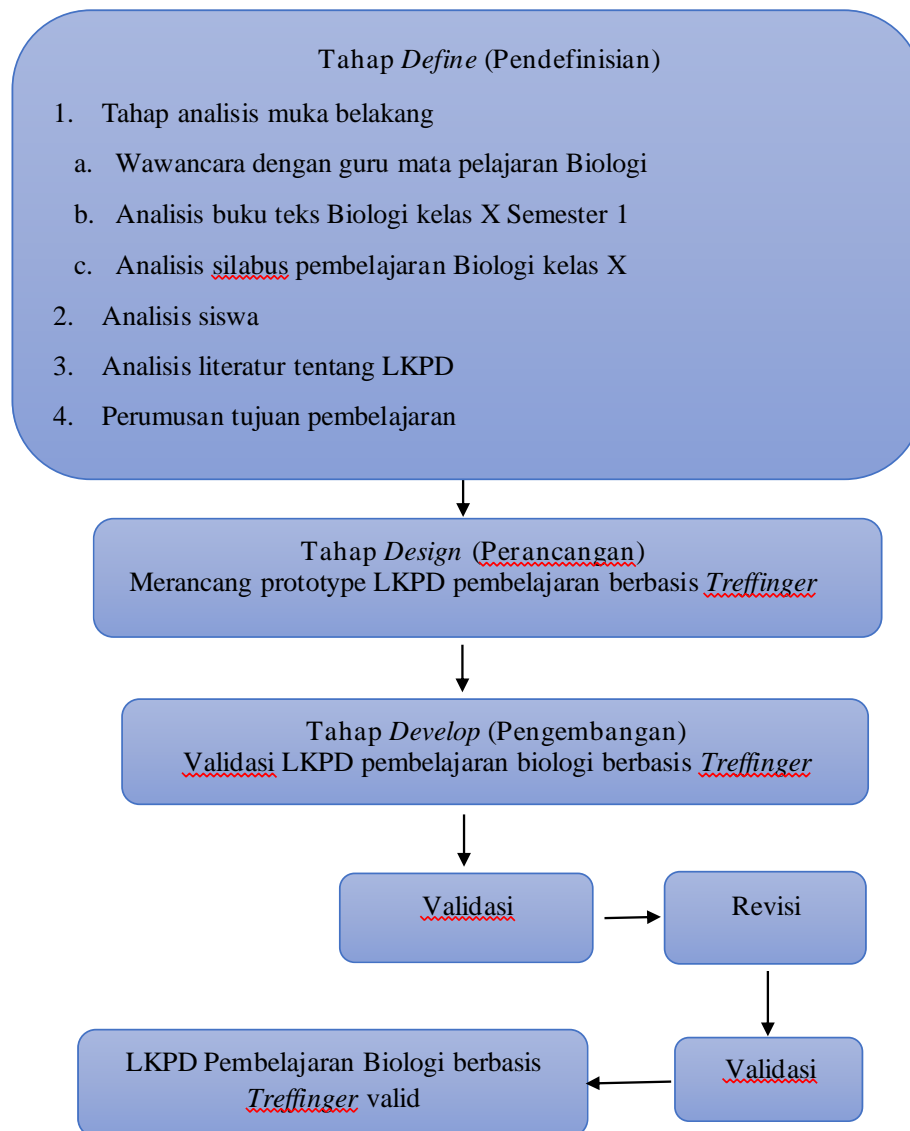 Tahap Define (Pendefinisian)
1. Tahap analisis muka belakang
a. Wawancara dengan guru mata pelajaran Biologi
b. Analisis buku teks Biologi kelas X Semester 1
c. Analisis silabus pembelajaran Biologi kelas X
2. Analisis siswa
3. Analisis literatur tentang LKPD
4. Perumusan tujuan pembelajaran
Tahap Design (Perancangan)
Merancang prototype LKPD pembelajaran berbasis Treffinger
Tahap Develop (Pengembangan)
Validasi LKPD pembelajaran biologi berbasis Treffinger
Validasi
Revisi
Validasi
LKPD Pembelajaran Biologi berbasis
Treffinger valid